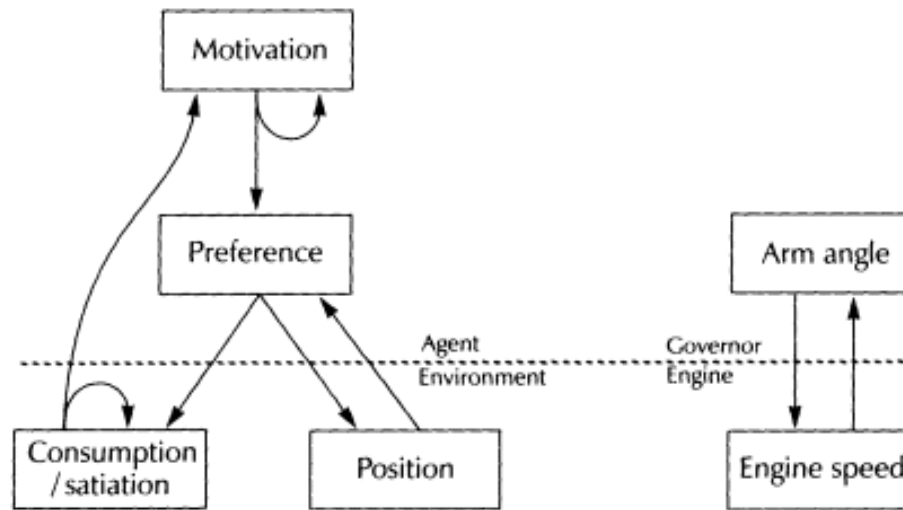 Motivation
Preference
Arm angle
Agent
Governor
Environment
Engine
Consumption
/ satiation
Position
Engine speed